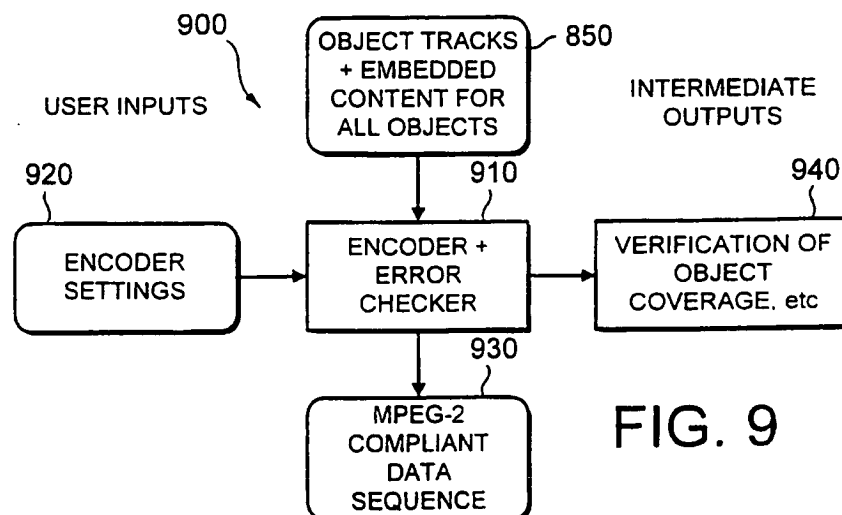 900
OBJECT TRACKS
+ EMBEDDED
CONTENT FOR
ALL OBJECTS
850
USER INPUTS
INTERMEDIATE
OUTPUTS
920
910
940
ENCODER
SETTINGS
ENCODER +
ERROR
CHECKER
VERIFICATION OF
OBJECT
COVERAGE, etc
930
MPEG-2
COMPLIANT
DATA
SEQUENCE
FIG. 9